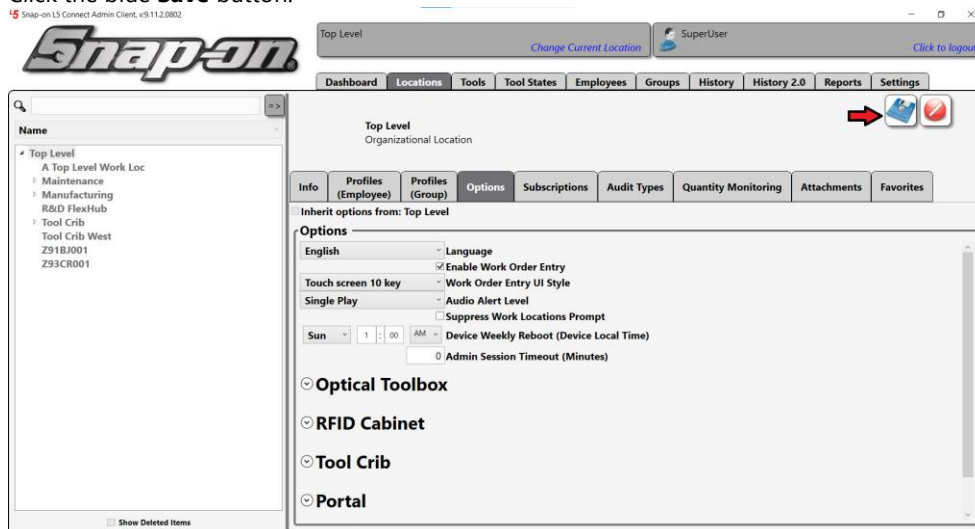 Click the blue Save button.
Snap-on L5 Connect Admin Client, v:9.11.2.0802
Snap-on
Top Level
Change Current Location
SuperUser
Click to logout
Dashboard Locations Tools Tool States Employees Groups History History 2.0 Reports Settings
=>
Name
Top Level
Organizational Location
Top Level
A Top Level Work Loc
Maintenance
Manufacturing
R&D FlexHub
Tool Crib
Tool Crib West
Z91BJ001
Z93CR001
Show Deleted Items
Info Profiles (Employee) Profiles (Group) Options Subscriptions Audit Types Quantity Monitoring Attachments Favorites
Inherit options from: Top Level
Options
English Language
Enable Work Order Entry
Touch screen 10 key Work Order Entry UI Style
Single Play Audio Alert Level
Suppress Work Locations Prompt
Sun 1 : 00 AM Device Weekly Reboot (Device Local Time)
0 Admin Session Timeout (Minutes)
Optical Toolbox
RFID Cabinet
Tool Crib
Portal